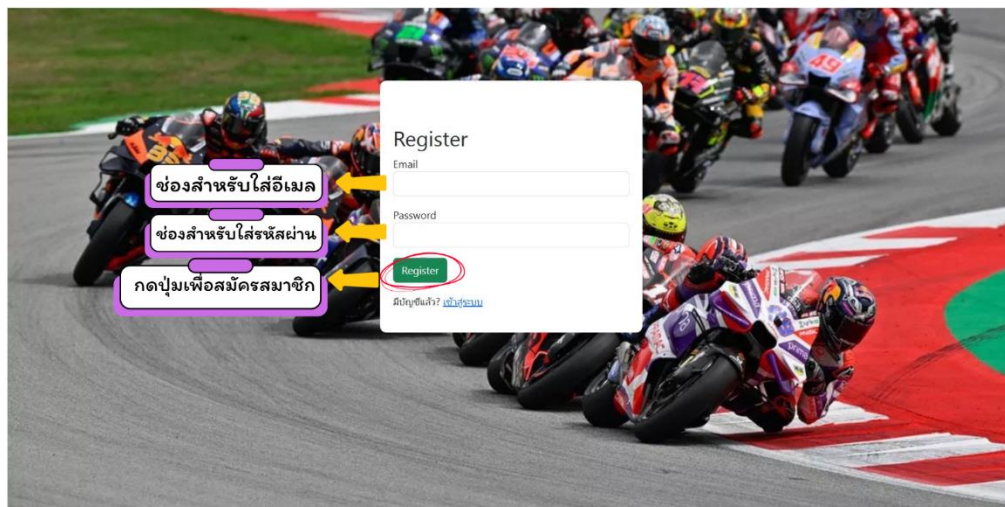 49
Register
Email
ช่องสำหรับใส่อีเมล
Password
ช่องสำหรับใส่รหัสผ่าน
Register
กดปุ่มเพื่อสมัครสมาชิก
มีบัญชีแล้ว? เข้าสู่ระบบ